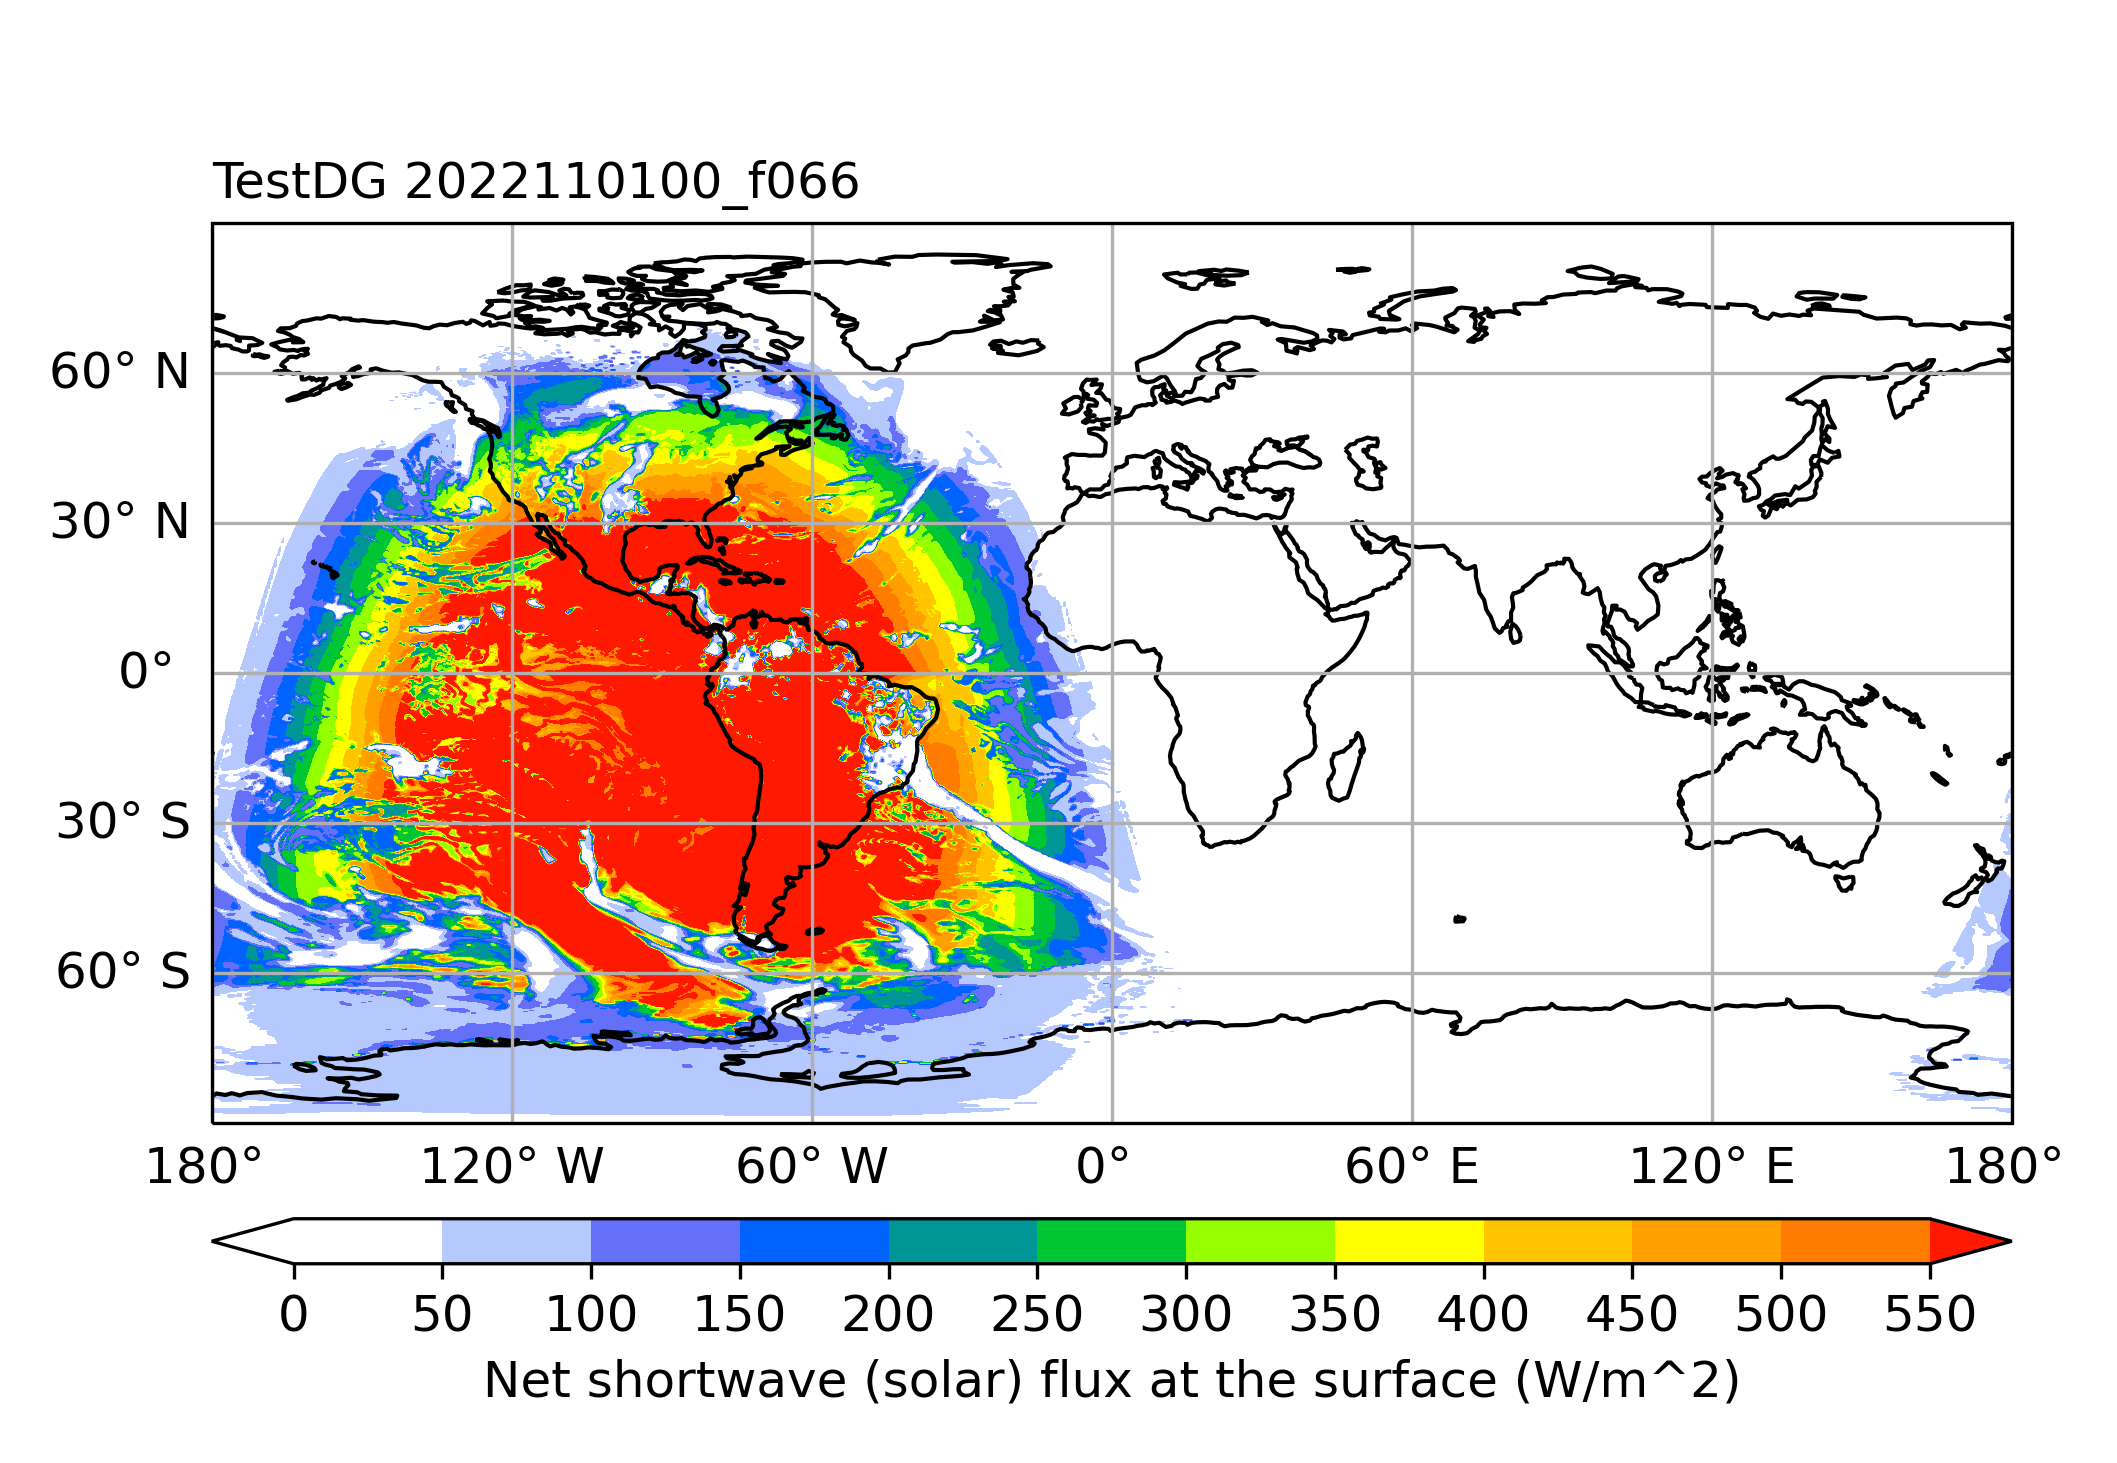 TestDG 2022110100_f066
60° N
30° N
0°
30° S
60° S
180° 120° W 60° W 0° 60° E 120° E 180°
0 50 100 150 200 250 300 350 400 450 500 550
Net shortwave (solar) flux at the surface (W/m^2)